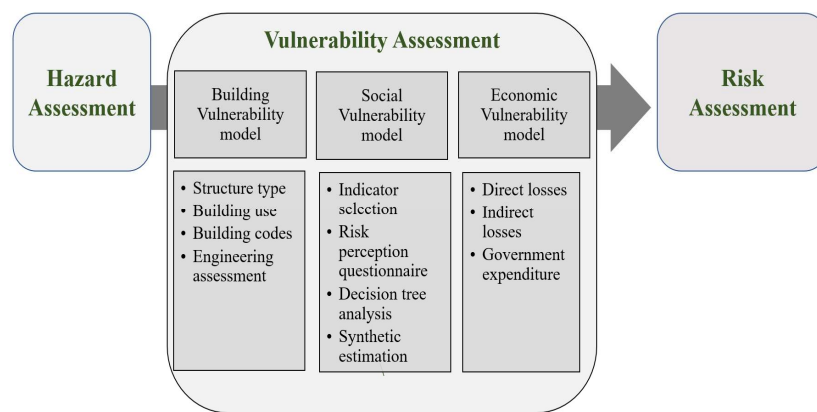 Hazard
Assessment
Vulnerability Assessment
Building
Vulnerability
model
• Structure type
• Building use
• Building codes
• Engineering
assessment
Social
Vulnerability
model
• Indicator
selection
• Risk
perception
questionnaire
• Decision tree
analysis
• Synthetic
estimation
Economic
Vulnerability
model
• Direct losses
• Indirect
losses
• Government
expenditure
Risk
Assessment